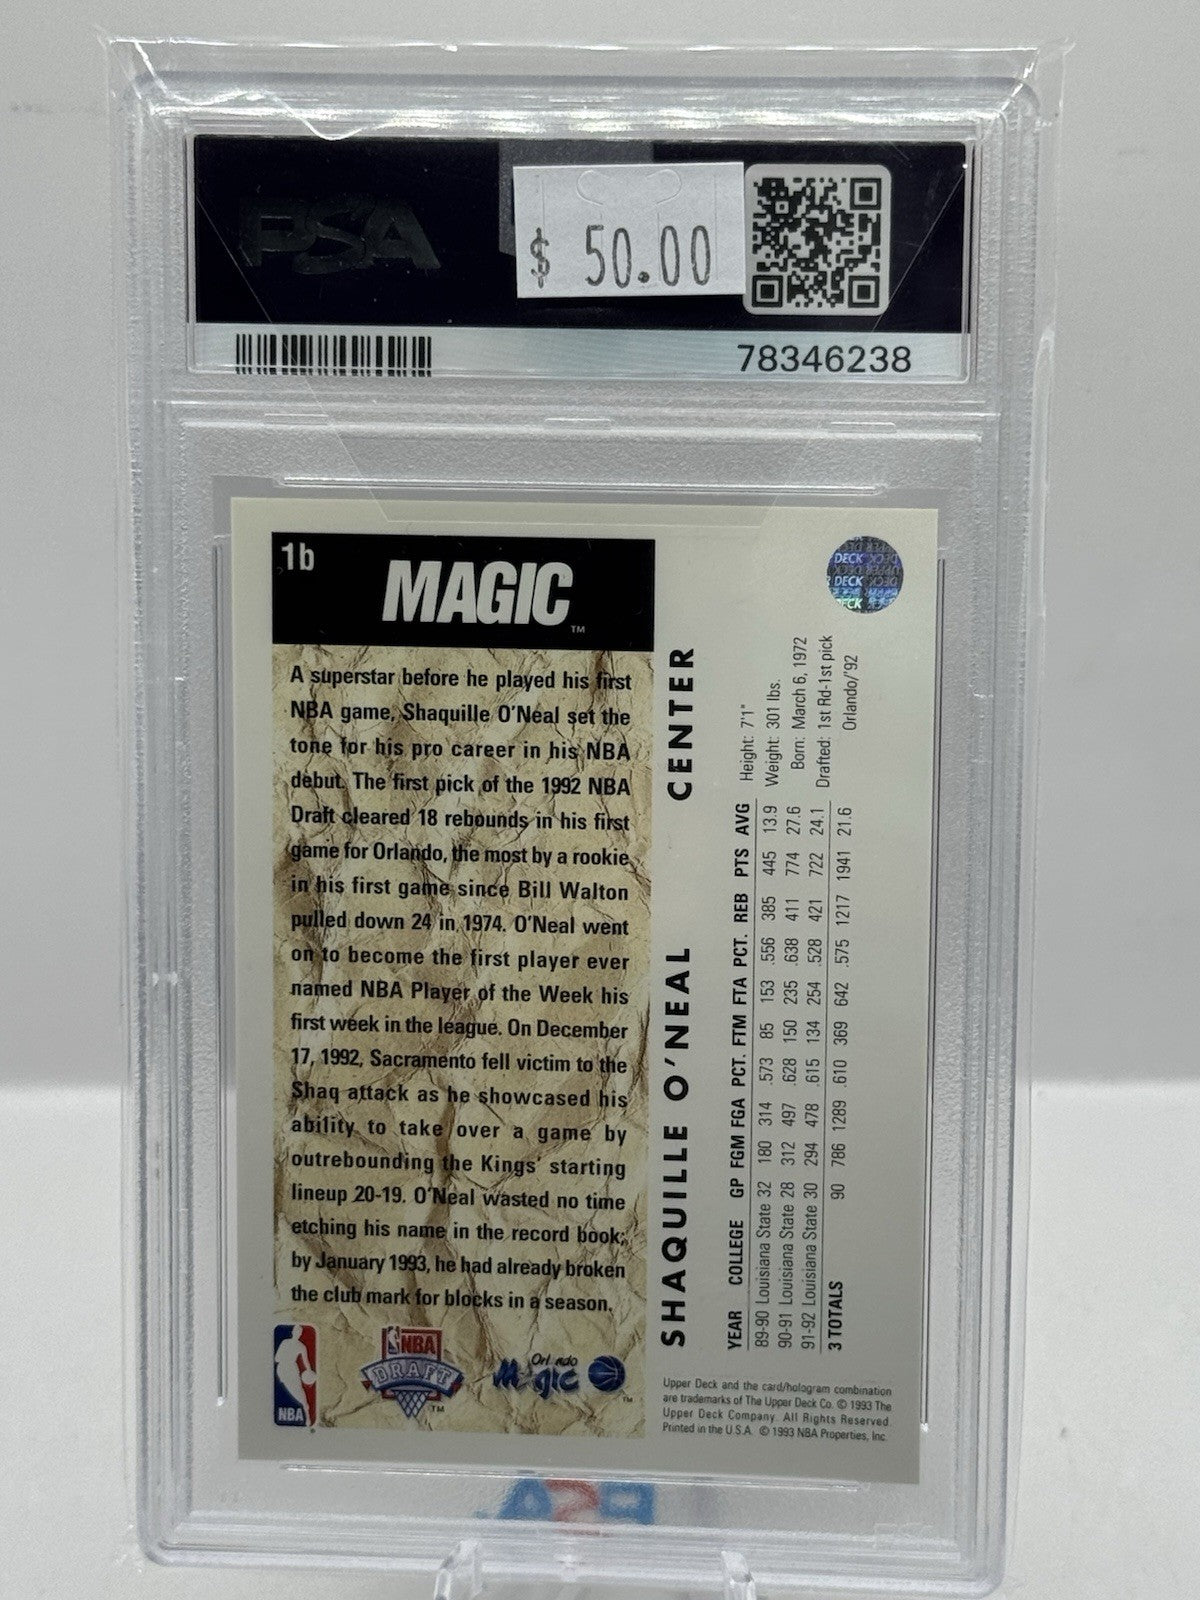 PSA
$ 50.00
78346238
1b
MAGIC™
A superstar before he played his first
NBA game, Shaquille O'Neal set the
tone for his pro career in his NBA
debut. The first pick of the 1992 NBA
Draft cleared 18 rebounds in his first
game for Orlando, the most by a rookie
in his first game since Bill Walton
pulled down 24 in 1974. O'Neal went
on to become the first player ever
named NBA Player of the Week his
first week in the league. On December
17, 1992, Sacramento fell victim to the
Shaq attack as he showcased his
ability to take over a game by
outrebounding the Kings' starting
lineup 20-19. O'Neal wasted no time
etching his name in the record book;
by January 1993, he had already broken
the club mark for blocks in a season.
NBA
NBA
DRAFT
TM
Orlando
Magic
TM
SHAQUILLE O'NEAL CENTER
Height: 7'1"
Weight: 301 lbs.
Born: March 6, 1972
Drafted: 1st Rd-1st pick
Orlando/'92
YEAR COLLEGE GP FGM FGA PCT. FTM FTA PCT. REB PTS AVG
89-90 Louisiana State 32 180 314 .573 85 153 .556 385 445 13.9
90-91 Louisiana State 28 312 497 .628 150 235 .638 411 774 27.6
91-92 Louisiana State 30 294 478 .615 134 254 .528 421 722 24.1
3 TOTALS 90 786 1289 .610 369 642 .575 1217 1941 21.6
DECK
DECK
Upper Deck and the card/hologram combination
are trademarks of The Upper Deck Co. © 1993 The
Upper Deck Company. All Rights Reserved.
Printed in the U.S.A. © 1993 NBA Properties, Inc.